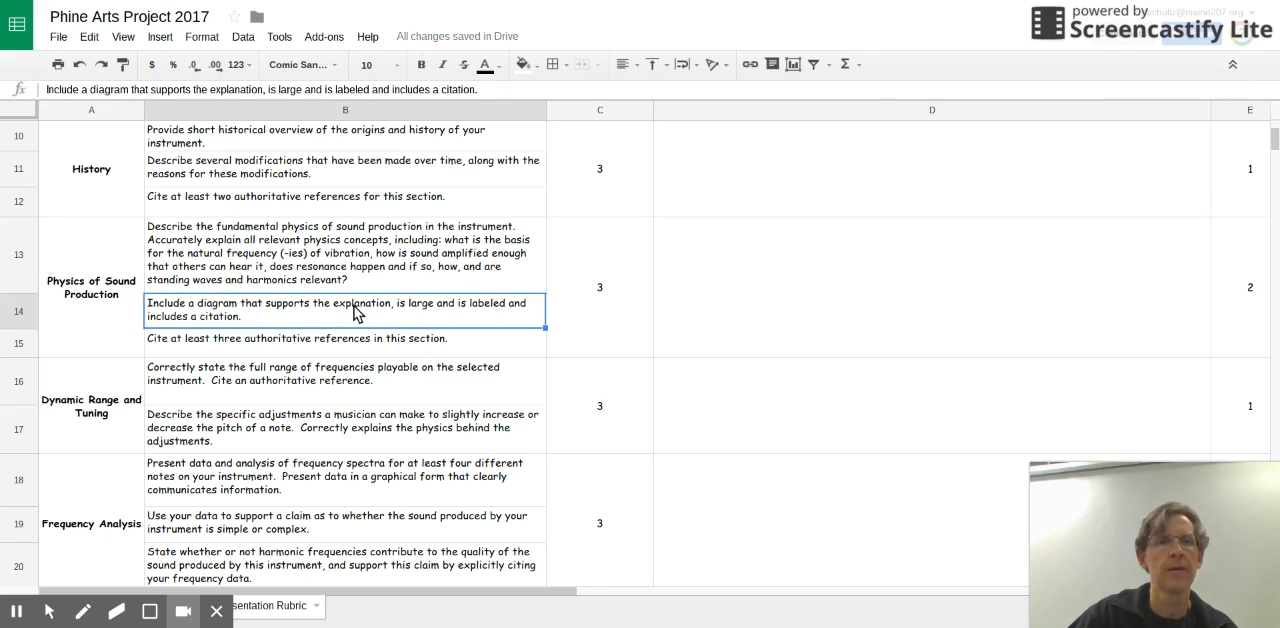 Phine Arts Project 2017
powered by
@maine207.org
Screencastify Lite
File Edit View Insert Format Data Tools Add-ons Help All changes saved in Drive
$ % .0 .00 123 Comic San... 10 B I S A Σ
fx Include a diagram that supports the explanation, is large and is labeled and includes a citation.
A B C D E
10 Provide short historical overview of the origins and history of your
instrument.
11 History Describe several modifications that have been made over time, along with the
reasons for these modifications.
3 1
12 Cite at least two authoritative references for this section.
13 Describe the fundamental physics of sound production in the instrument.
Accurately explain all relevant physics concepts, including: what is the basis
for the natural frequency (-ies) of vibration, how is sound amplified enough
that others can hear it, does resonance happen and if so, how, and are
standing waves and harmonics relevant?
Physics of Sound
Production
3 2
14 Include a diagram that supports the explanation, is large and is labeled and
includes a citation.
15 Cite at least three authoritative references in this section.
16 Correctly state the full range of frequencies playable on the selected
instrument. Cite an authoritative reference.
Dynamic Range and
Tuning
3 1
17 Describe the specific adjustments a musician can make to slightly increase or
decrease the pitch of a note. Correctly explains the physics behind the
adjustments.
18 Present data and analysis of frequency spectra for at least four different
notes on your instrument. Present data in a graphical form that clearly
communicates information.
19 Frequency Analysis Use your data to support a claim as to whether the sound produced by your
instrument is simple or complex.
3
20 State whether or not harmonic frequencies contribute to the quality of the
sound produced by this instrument, and support this claim by explicitly citing
your frequency data.
sentation Rubric